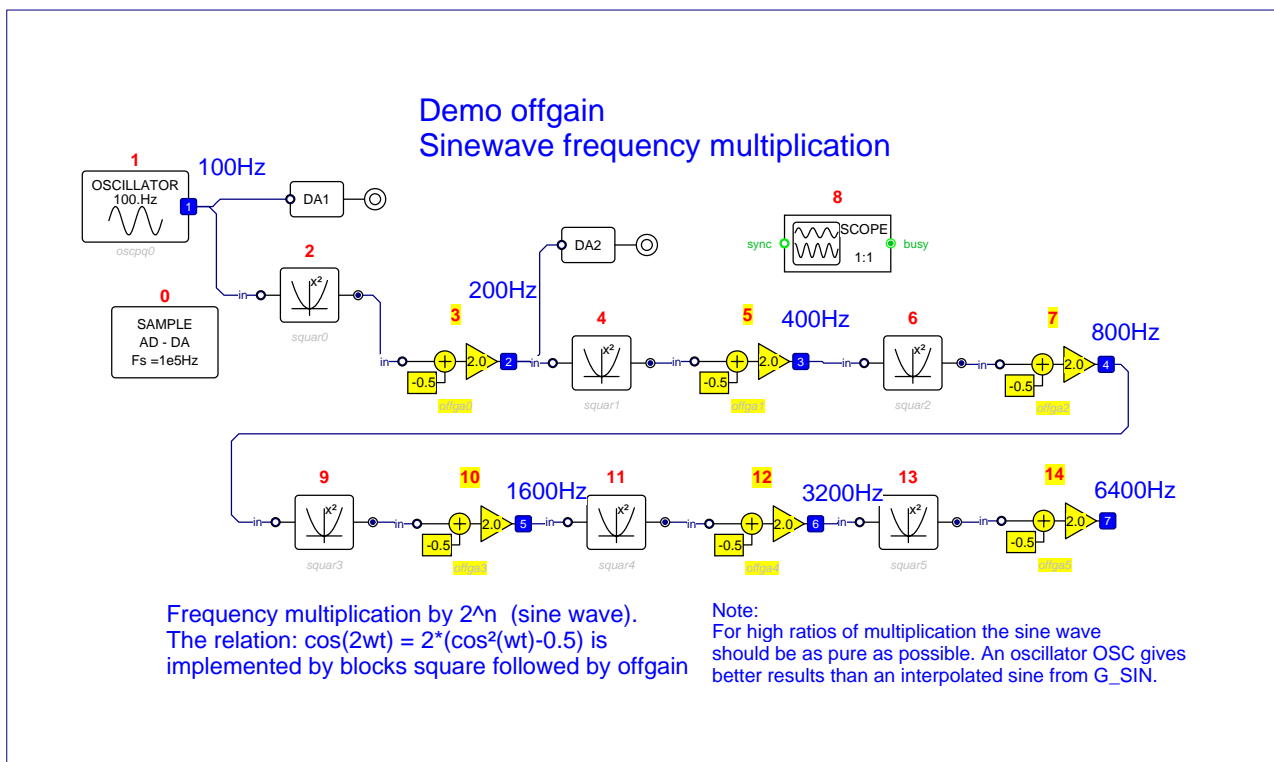 Demo offgain
Sinewave frequency multiplication
1
100Hz
OSCILLATOR
100.Hz
1
oscpq0
DA1
2
in
x²
squar0
0
SAMPLE
AD - DA
Fs =1e5Hz
DA2
8
sync
SCOPE
1:1
busy
200Hz
3
in
-0.5
2.0
2
offga0
4
in
x²
squar1
5
400Hz
in
-0.5
2.0
3
offga1
6
in
x²
squar2
7
800Hz
in
-0.5
2.0
4
offga2
9
in
x²
squar3
10
1600Hz
in
-0.5
2.0
5
offga3
11
in
x²
squar4
12
3200Hz
in
-0.5
2.0
6
offga4
13
in
x²
squar5
14
6400Hz
in
-0.5
2.0
7
offga5
Frequency multiplication by 2^n (sine wave).
The relation: cos(2wt) = 2*(cos²(wt)-0.5) is
implemented by blocks square followed by offgain
Note:
For high ratios of multiplication the sine wave
should be as pure as possible. An oscillator OSC gives
better results than an interpolated sine from G_SIN.